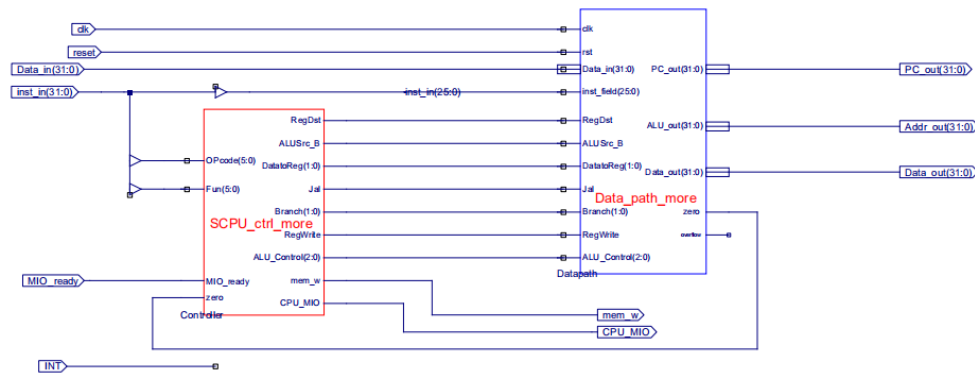 clk
reset
Data_in(31:0)
inst_in(31:0)
inst_in(25:0)
clk
rst
Data_in(31:0)
PC_out(31:0)
inst_field(25:0)
RegDst
ALU_out(31:0)
ALUSrc_B
DatatoReg(1:0)
Data_out(31:0)
Jal
Data_path_more
Branch(1:0)
zero
RegWrite
overflow
ALU_Control(2:0)
Datapath
PC_out(31:0)
Addr_out(31:0)
Data_out(31:0)
RegDst
ALUSrc_B
OPcode(5:0)
DatatoReg(1:0)
Fun(5:0)
Jal
Branch(1:0)
SCPU_ctrl_more
RegWrite
ALU_Control(2:0)
MIO_ready
MIO_ready
mem_w
zero
CPU_MIO
Controller
mem_w
CPU_MIO
INT